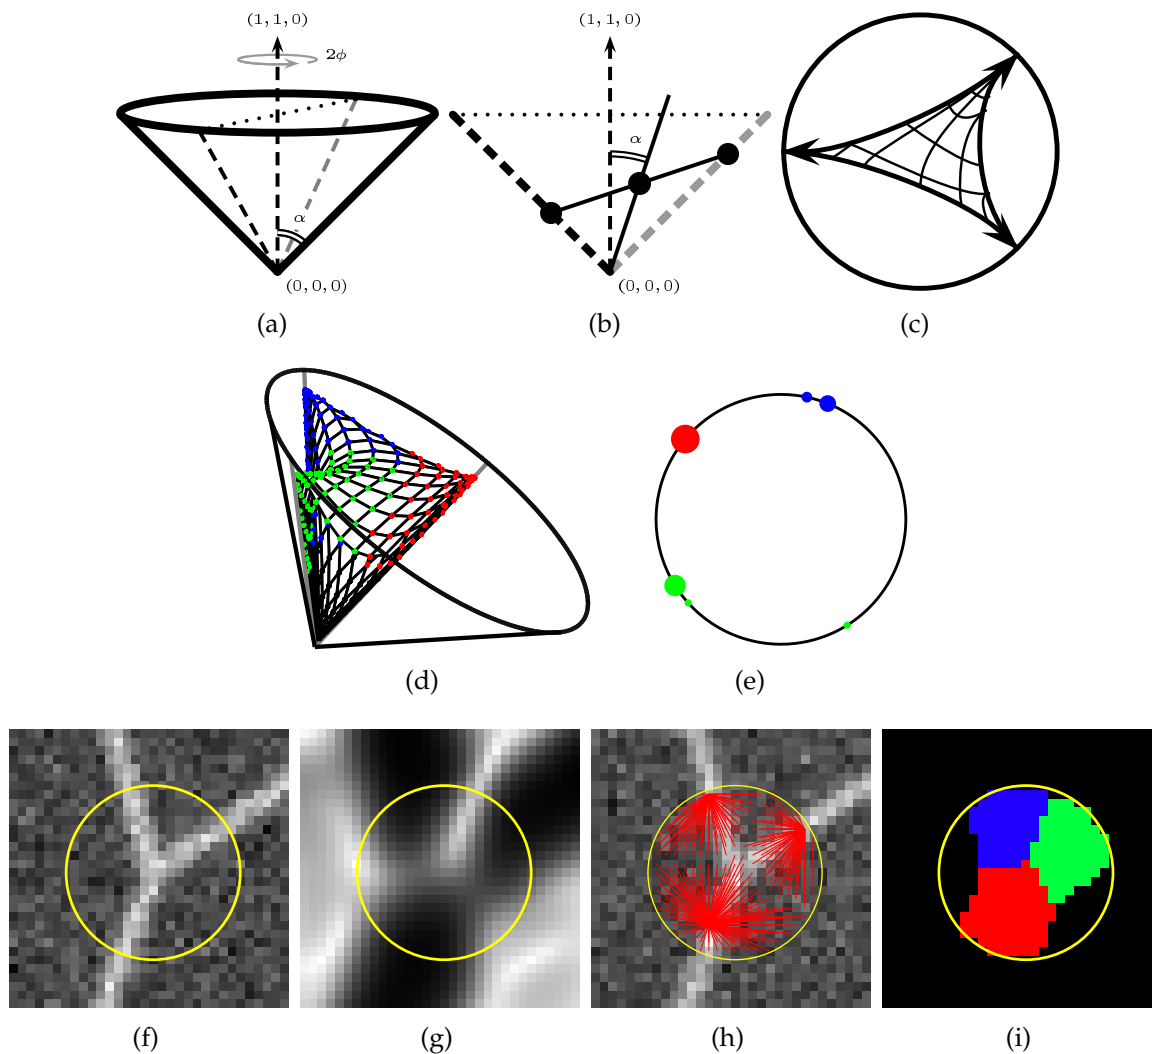 (1, 1, 0)
2ϕ
α
(0, 0, 0)
(a)
(1, 1, 0)
α
(0, 0, 0)
(b)
(c)
(d)
(e)
(f)
(g)
(h)
(i)